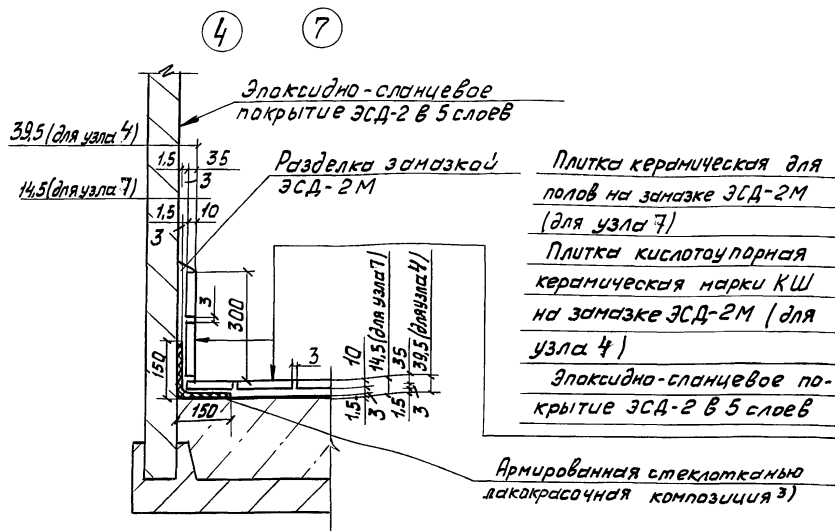 4 7
Эпоксидно-сланцевое
покрытие ЭСД-2 в 5 слоев
39,5 (для узла 4)
1,5 35
3
Разделка замазкой
ЭСД-2М
14,5 (для узла 7)
1,5 10
3
Плитка керамическая для
полов на замазке ЭСД-2М
(для узла 7)
Плитка кислотоупорная
керамическая марки КШ
на замазке ЭСД-2М (для
узла 4)
Эпоксидно-сланцевое по-
крытие ЭСД-2 в 5 слоев
3
300
3
150
150
10
14,5 (для узла 7)
35
39,5 (для узла 4)
1,5
3
1,5
3
Армированная стеклотканью
лакокрасочная композиция 3)